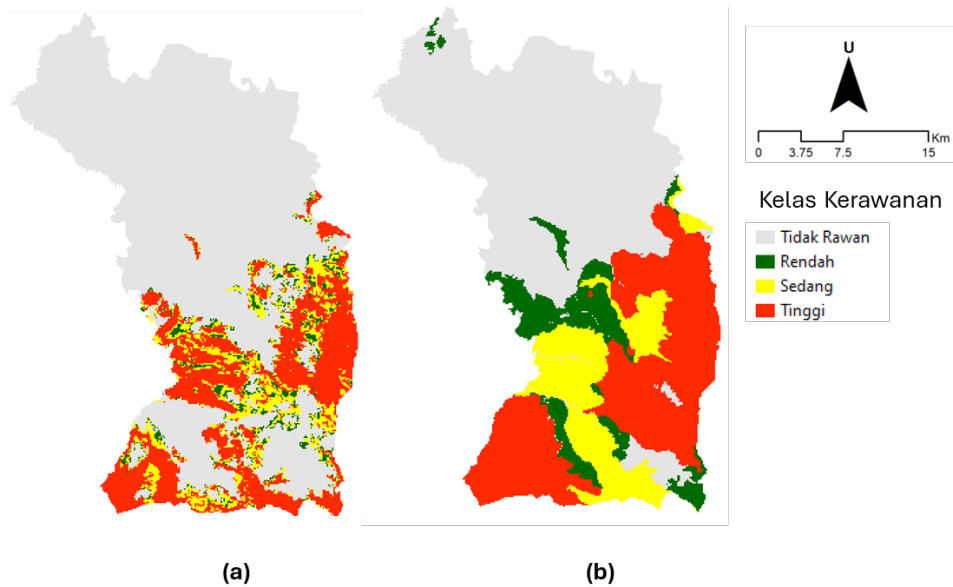 U
Km
0 3.75 7.5 15
Kelas Kerawanan
Tidak Rawan
Rendah
Sedang
Tinggi
(a) (b)